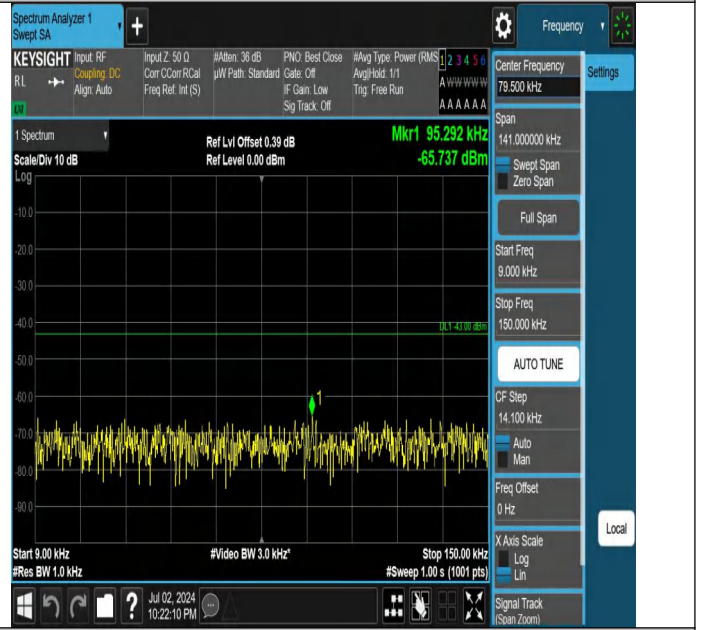 Spectrum Analyzer 1
Swept SA
+
Frequency
KEYSIGHT
RL
Input: RF
Coupling: DC
Align: Auto
Input Z: 50 Ω
Corr CCorr RCal
Freq Ref: Int (S)
#Atten: 36 dB
µW Path: Standard
PNO: Best Close
Gate: Off
IF Gain: Low
Sig Track: Off
#Avg Type: Power (RMS
Avg|Hold: 1/1
Trig: Free Run
1 2 3 4 5 6
A W W W W W
A A A A A A
LXI
1 Spectrum
Scale/Div 10 dB
Log
Ref Lvl Offset 0.39 dB
Ref Level 0.00 dBm
Mkr1 95.292 kHz
-65.737 dBm
-10.0
-20.0
-30.0
-40.0
DL1 -43.00 dBm
-50.0
-60.0
1
-70.0
-80.0
-90.0
Start 9.00 kHz
#Res BW 1.0 kHz
#Video BW 3.0 kHz*
Stop 150.00 kHz
#Sweep 1.00 s (1001 pts)
Center Frequency
79.500 kHz
Settings
Span
141.000000 kHz
Swept Span
Zero Span
Full Span
Start Freq
9.000 kHz
Stop Freq
150.000 kHz
AUTO TUNE
CF Step
14.100 kHz
Auto
Man
Freq Offset
0 Hz
X Axis Scale
Log
Lin
Local
Signal Track
(Span Zoom)
?
Jul 02, 2024
10:22:10 PM